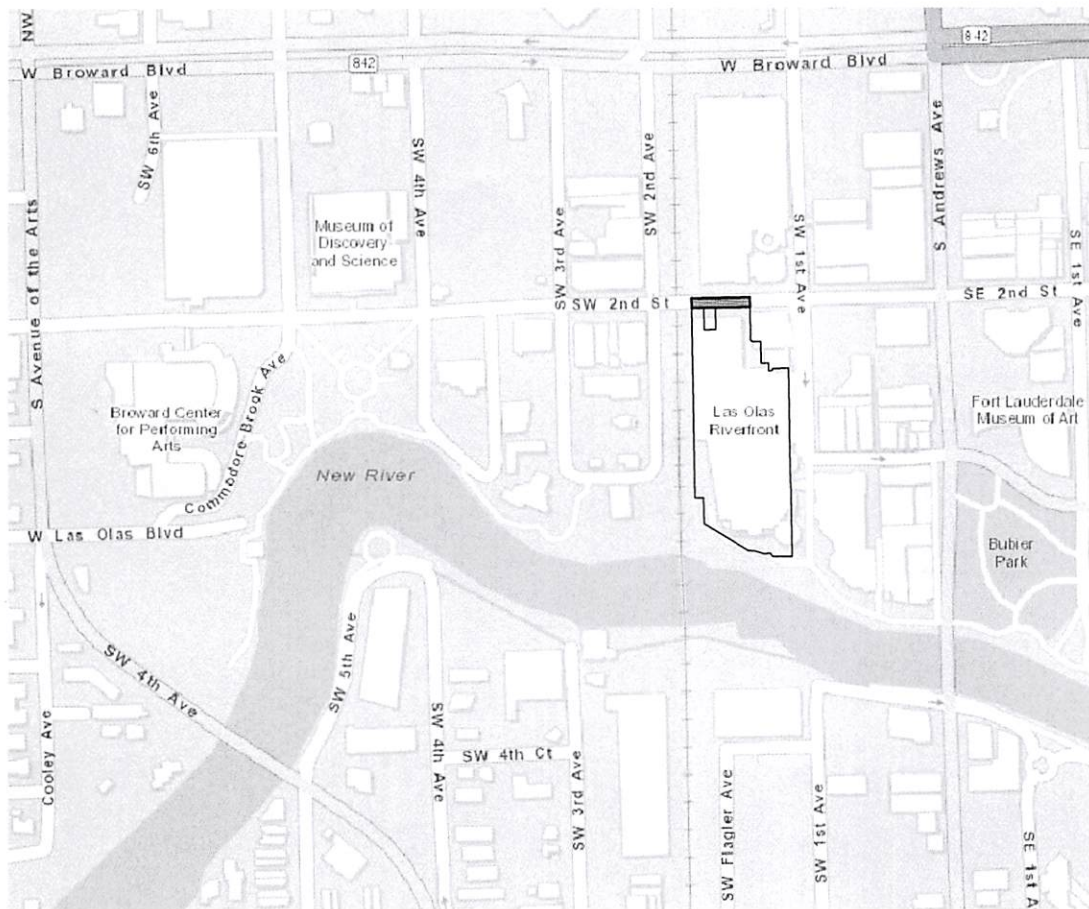 NW
842
842
W Broward Blvd
W Broward Blvd
SW 6th Ave
SW 4th Ave
SW 2nd Ave
S Andrews Ave
S Avenue of the Arts
Museum of
Discovery
and Science
SW 3rd Ave
SW 1st Ave
SE 1st Ave
SW 2nd St
SE 2nd St
Commodore Brook Ave
Broward Center
for Performing
Arts
Las Olas
Riverfront
Fort Lauderdale
Museum of Art
New River
W Las Olas Blvd
Bubier
Park
SW 4th Ave
SW 5th Ave
Cooley Ave
SW 4th Ave
SW 4th Ct
SW 3rd Ave
SW Flagler Ave
SW 1st Ave
SE 1st A